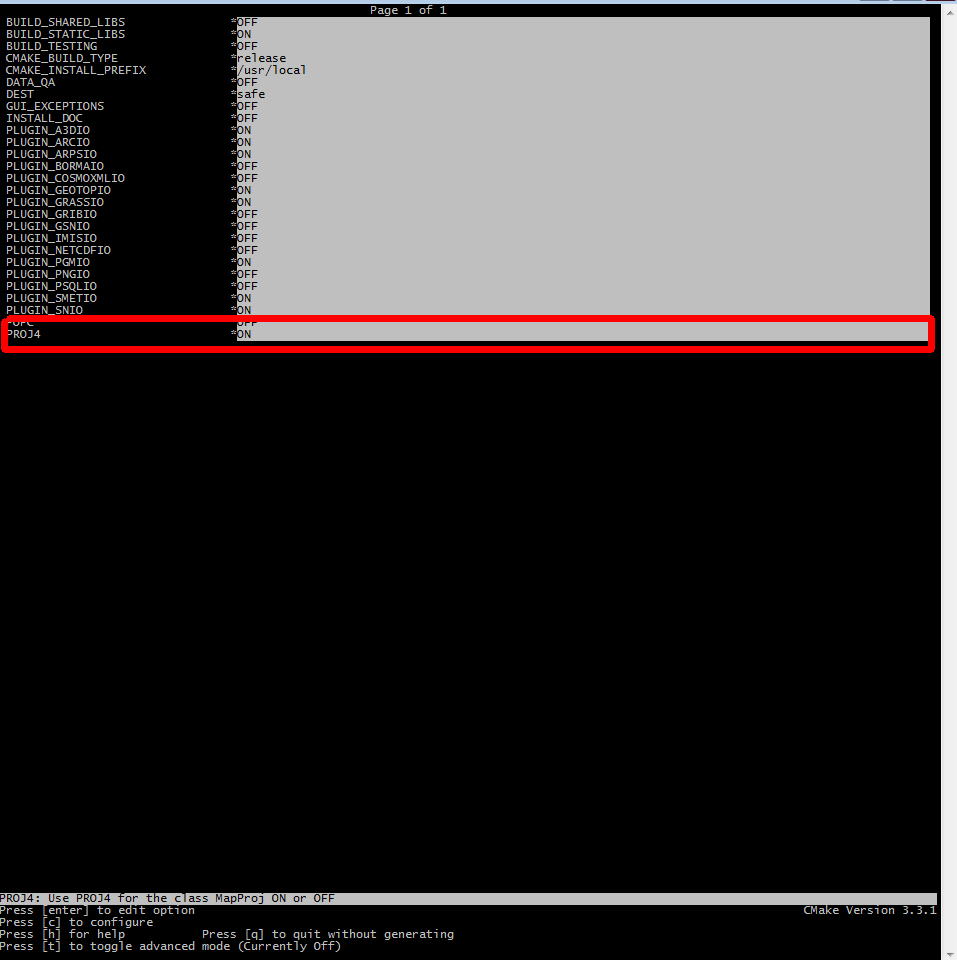 Page 1 of 1
BUILD_SHARED_LIBS *OFF
BUILD_STATIC_LIBS *ON
BUILD_TESTING *OFF
CMAKE_BUILD_TYPE *release
CMAKE_INSTALL_PREFIX */usr/local
DATA_QA *OFF
DEST *safe
GUI_EXCEPTIONS *OFF
INSTALL_DOC *OFF
PLUGIN_A3DIO *ON
PLUGIN_ARCIO *ON
PLUGIN_ARPSIO *ON
PLUGIN_BORMAIO *OFF
PLUGIN_COSMOXMLIO *OFF
PLUGIN_GEOTOPIO *ON
PLUGIN_GRASSIO *ON
PLUGIN_GRIBIO *OFF
PLUGIN_GSNIO *OFF
PLUGIN_IMISIO *OFF
PLUGIN_NETCDFIO *OFF
PLUGIN_PGMIO *ON
PLUGIN_PNGIO *OFF
PLUGIN_PSQLIO *OFF
PLUGIN_SMETIO *ON
PLUGIN_SNIO *ON
POPC *OFF
PROJ4 *ON
PROJ4: Use PROJ4 for the class MapProj ON or OFF
Press [enter] to edit option CMake Version 3.3.1
Press [c] to configure
Press [h] for help Press [q] to quit without generating
Press [t] to toggle advanced mode (Currently Off)